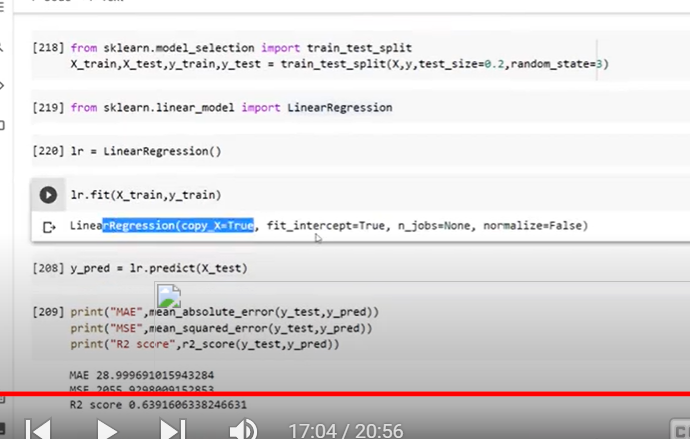 [218] from sklearn.model_selection import train_test_split
X_train,X_test,y_train,y_test = train_test_split(X,y,test_size=0.2,random_state=3)
[219] from sklearn.linear_model import LinearRegression
[220] lr = LinearRegression()
lr.fit(X_train,y_train)
LinearRegression(copy_X=True, fit_intercept=True, n_jobs=None, normalize=False)
[208] y_pred = lr.predict(X_test)
[209] print("MAE",mean_absolute_error(y_test,y_pred))
print("MSE",mean_squared_error(y_test,y_pred))
print("R2 score",r2_score(y_test,y_pred))
MAE 28.999691015943284
MSE 2055.9298009152853
R2 score 0.6391606338246631
17:04 / 20:56